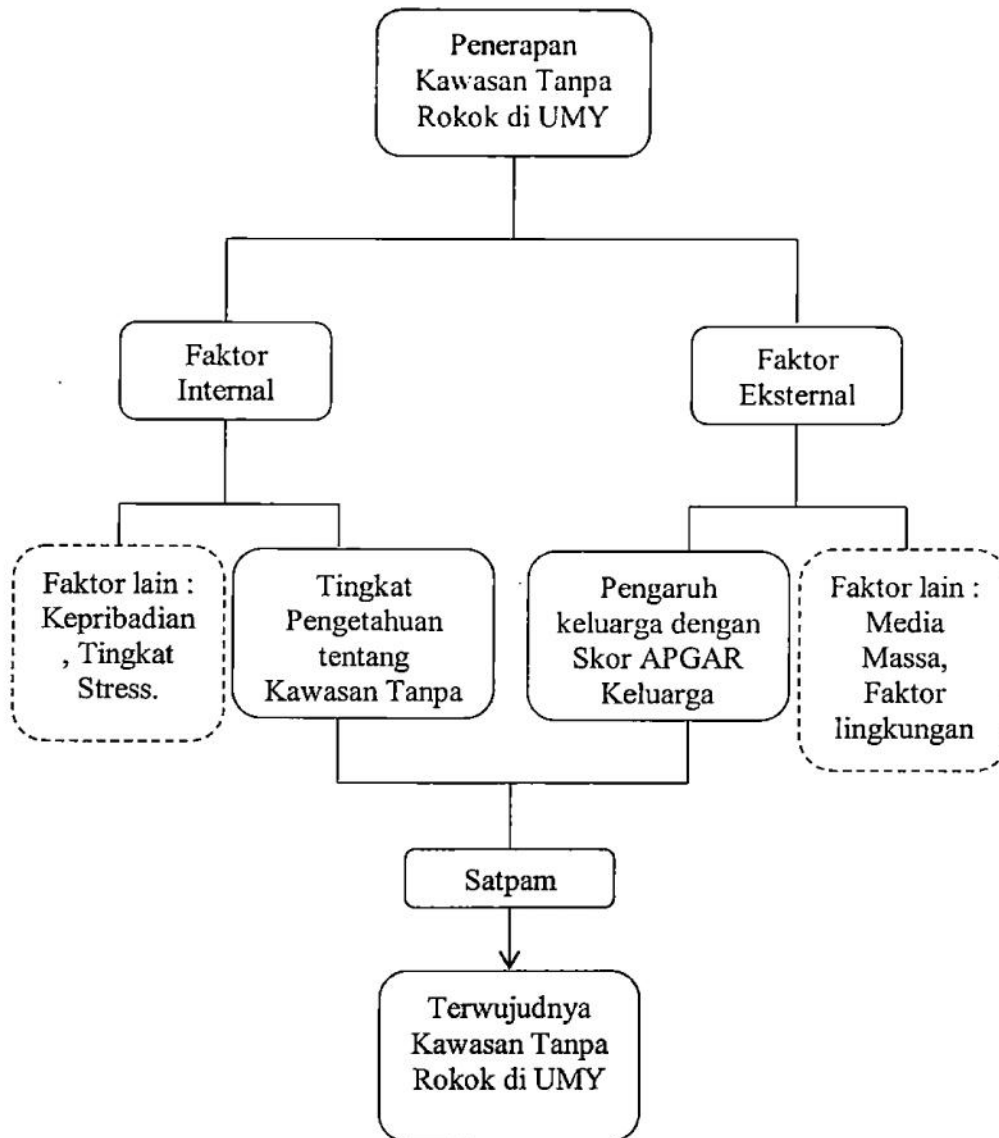 Penerapan
Kawasan Tanpa
Rokok di UMY
Faktor
Internal
Faktor
Eksternal
Faktor lain :
Kepribadian
, Tingkat
Stress.
Tingkat
Pengetahuan
tentang
Kawasan Tanpa
Pengaruh
keluarga dengan
Skor APGAR
Keluarga
Faktor lain :
Media
Massa,
Faktor
lingkungan
Satpam
Terwujudnya
Kawasan Tanpa
Rokok di UMY